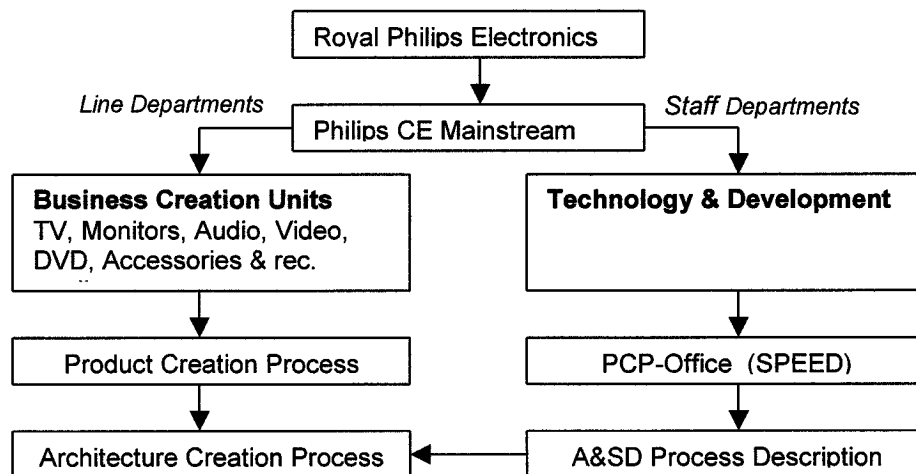 Royal Philips Electronics
Line Departments
Staff Departments
Philips CE Mainstream
Business Creation Units
TV, Monitors, Audio, Video,
DVD, Accessories & rec.
Technology & Development
Product Creation Process
PCP-Office (SPEED)
Architecture Creation Process
A&SD Process Description